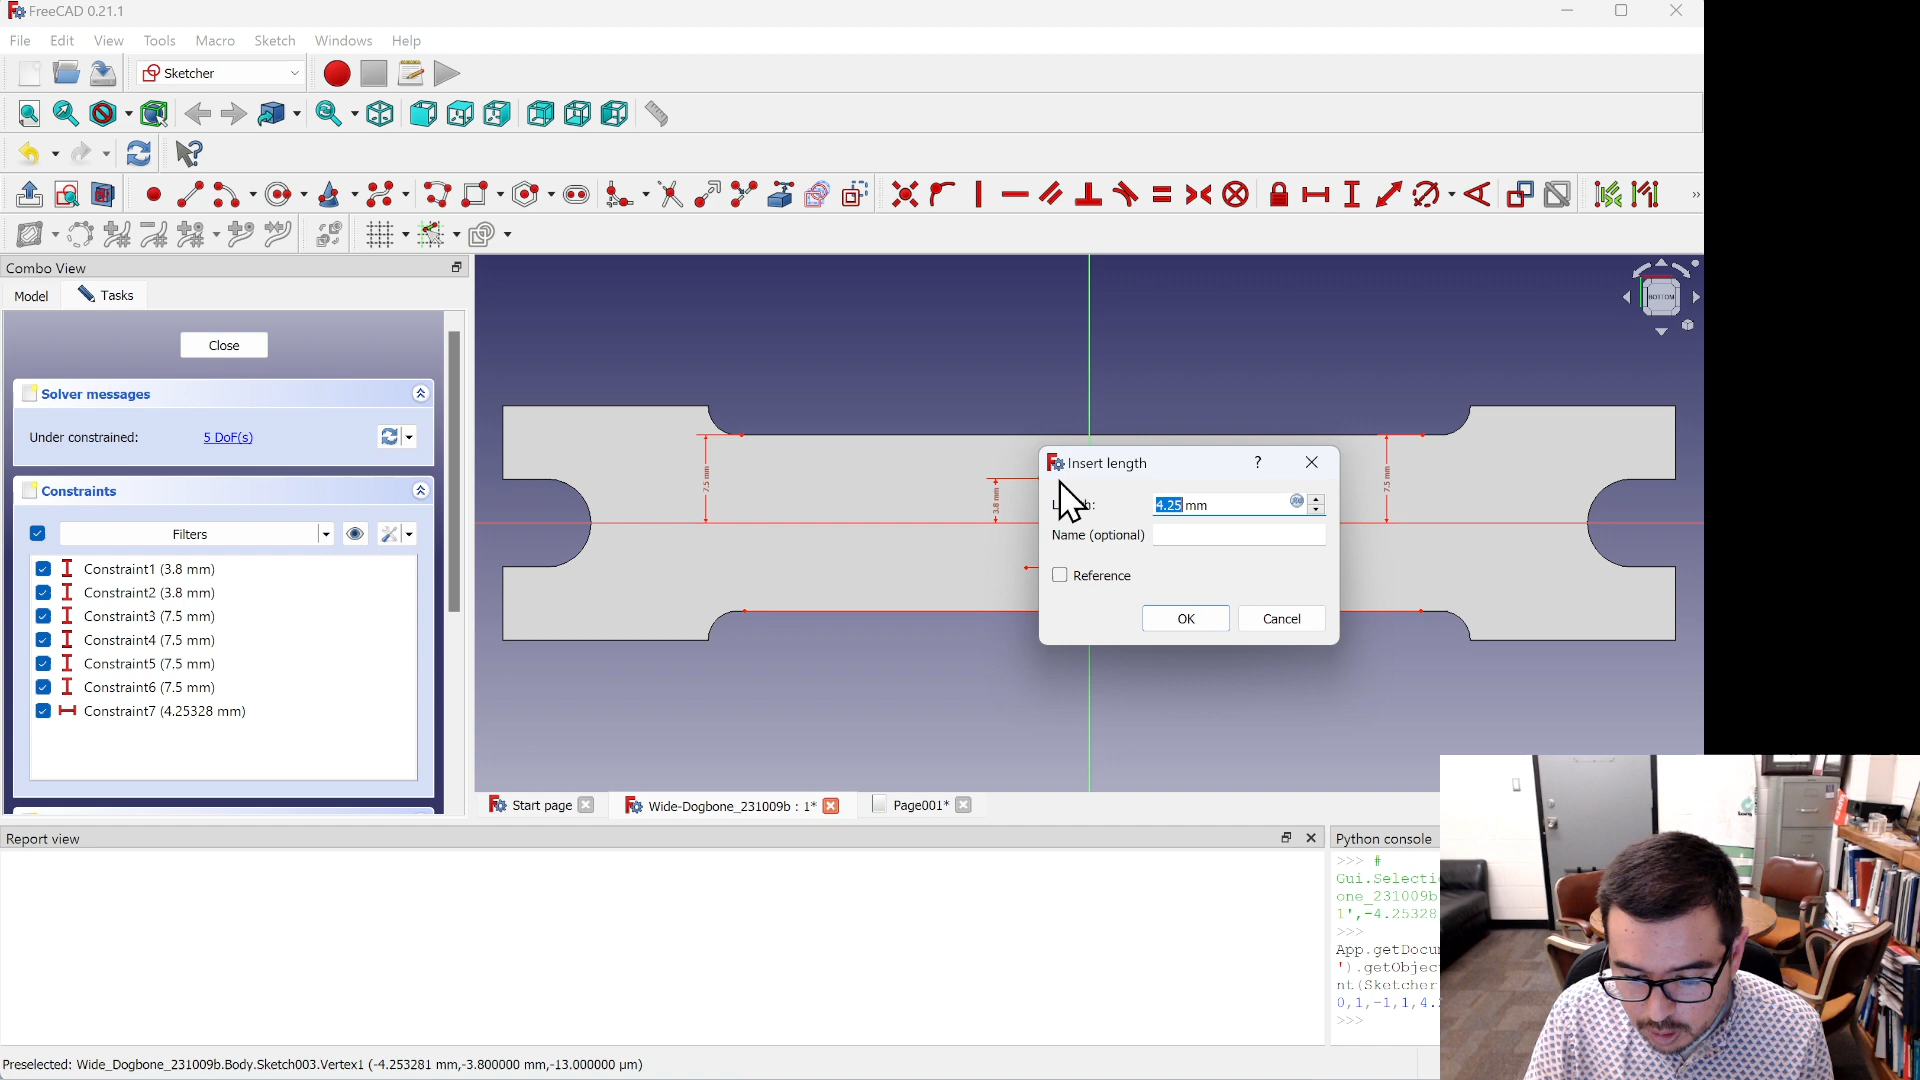 FreeCAD 0.21.1
File Edit View Tools Macro Sketch Windows Help
Sketcher
Combo View
Model Tasks
Close
Solver messages
Under constrained: 5 DoF(s)
Constraints
Filters
Constraint1 (3.8 mm)
Constraint2 (3.8 mm)
Constraint3 (7.5 mm)
Constraint4 (7.5 mm)
Constraint5 (7.5 mm)
Constraint6 (7.5 mm)
Constraint7 (4.25328 mm)
BOTTOM
7.5 mm
3.8 mm
7.5 mm
Insert length ?
4.25 mm
Name (optional)
Reference
OK Cancel
Start page Wide-Dogbone_231009b : 1* Page001*
Report view
Python console
>>> #
Gui.Selecti
one_231009b
1',-4.25328
>>>
App.getDocu
').getObjec
nt(Sketcher
0,1,-1,1,4.
>>>
Preselected: Wide_Dogbone_231009b.Body.Sketch003.Vertex1 (-4.253281 mm,-3.800000 mm,-13.000000 µm)